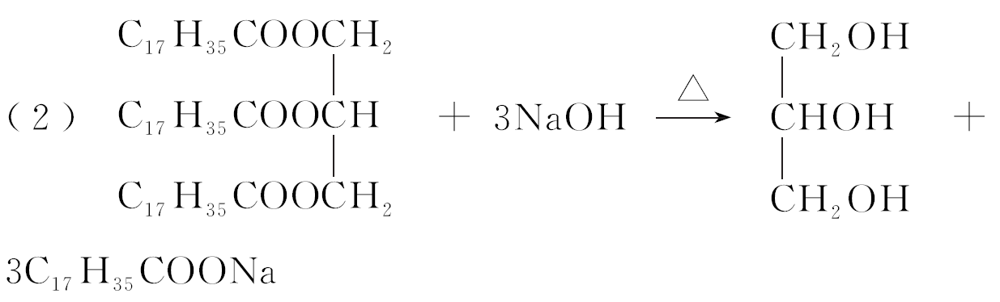 C₁₇H₃₅COOCH₂ CH₂OH
(2) C₁₇H₃₅COOCH + 3NaOH △→ CHOH +
C₁₇H₃₅COOCH₂ CH₂OH
3C₁₇H₃₅COONa